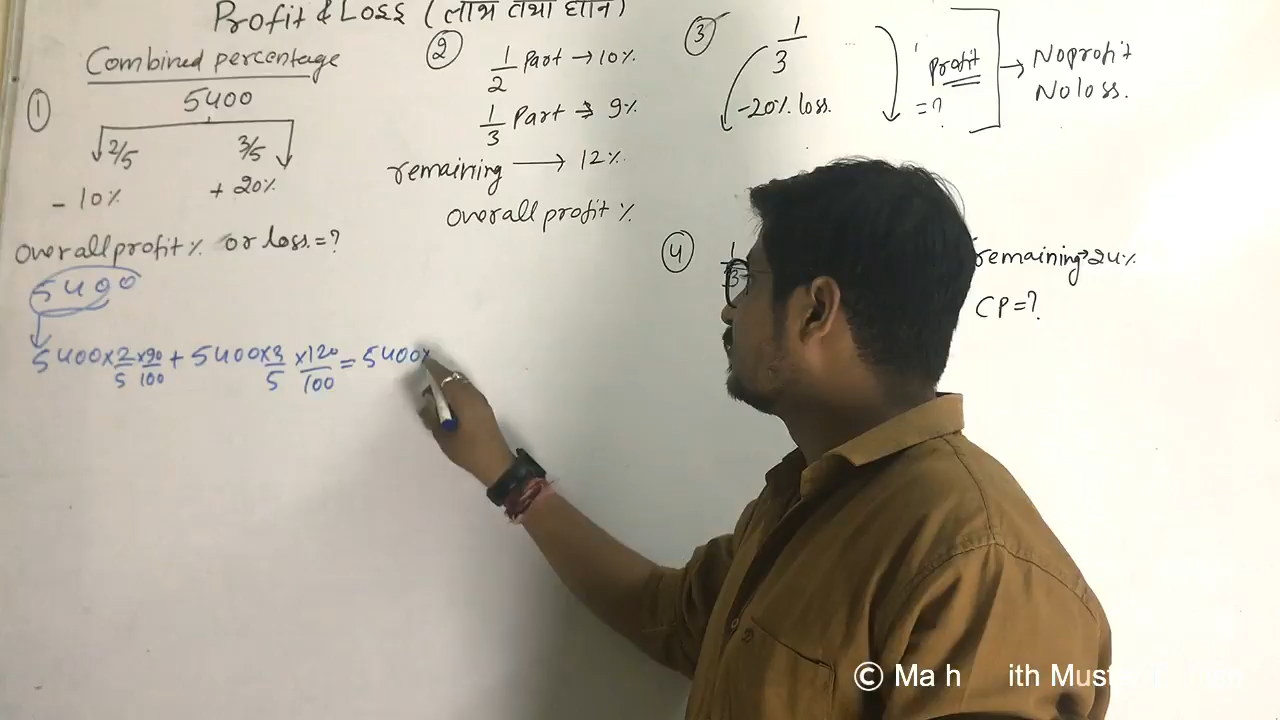 Profit & Loss (लाभ तथा हानि)
Combined percentage
①
5400
2/5
3/5
- 10%
+ 20%
Overall profit % or loss = ?
5400
5400 × 2/5 × 90/100 + 5400 × 3/5 × 120/100 = 5400 ×
②
1/2 Part → 10%
1/3 Part → 9%
remaining → 12%
overall profit %
③
1/3
-20% loss.
profit
= ?
→ No profit
No loss.
④
1/3
remaining → 24%
CP = ?
© Ma h ith Must